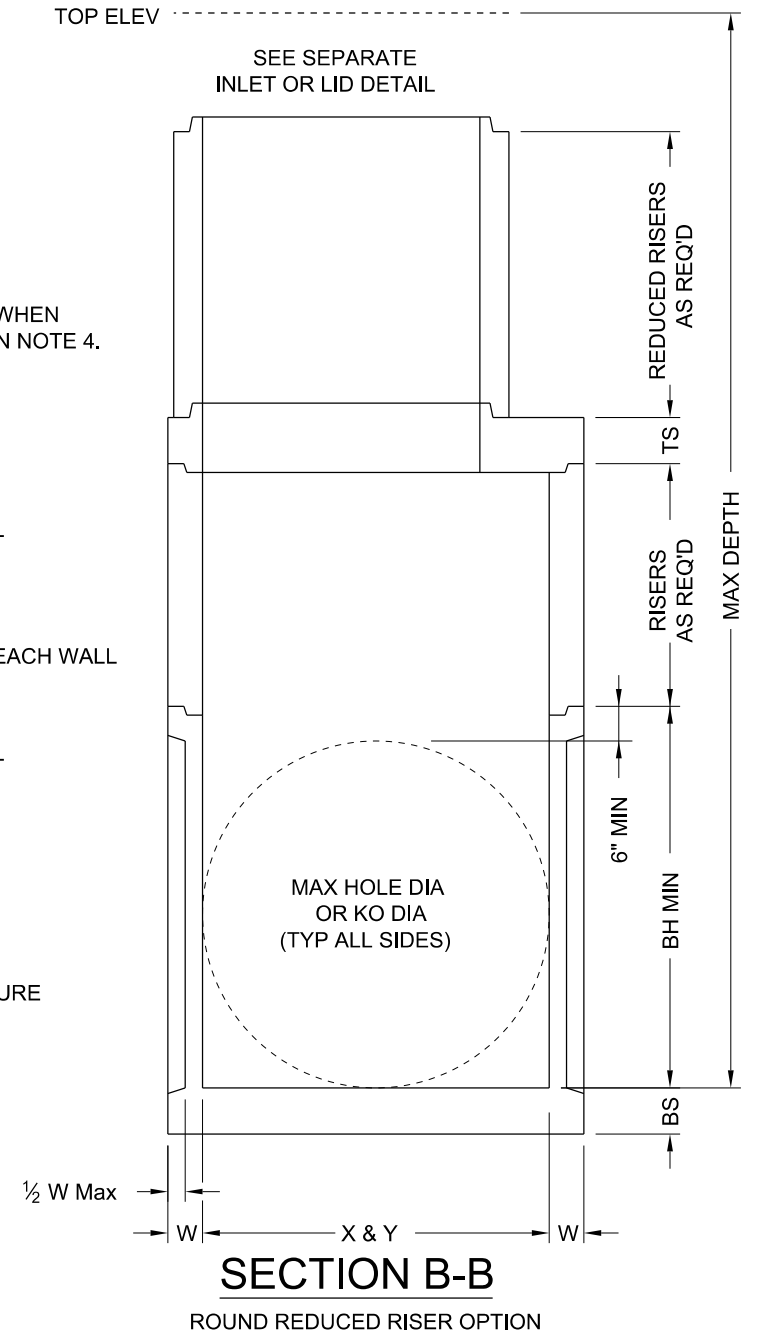 TOP ELEV
SEE SEPARATE
INLET OR LID DETAIL
REDUCED RISERS
AS REQ'D
WHEN
N NOTE 4.
TS
MAX DEPTH
RISERS
AS REQ'D
EACH WALL
6" MIN
BH MIN
MAX HOLE DIA
OR KO DIA
(TYP ALL SIDES)
URE
BS
½ W Max
W
X & Y
W
SECTION B-B
ROUND REDUCED RISER OPTION